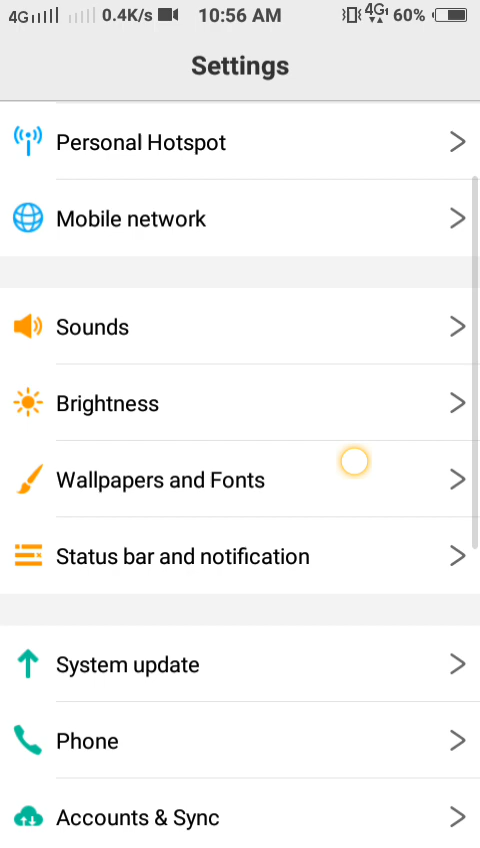 4G 0.4K/s 10:56 AM 4G 60%
Settings
Personal Hotspot
Mobile network
Sounds
Brightness
Wallpapers and Fonts
Status bar and notification
System update
Phone
Accounts & Sync